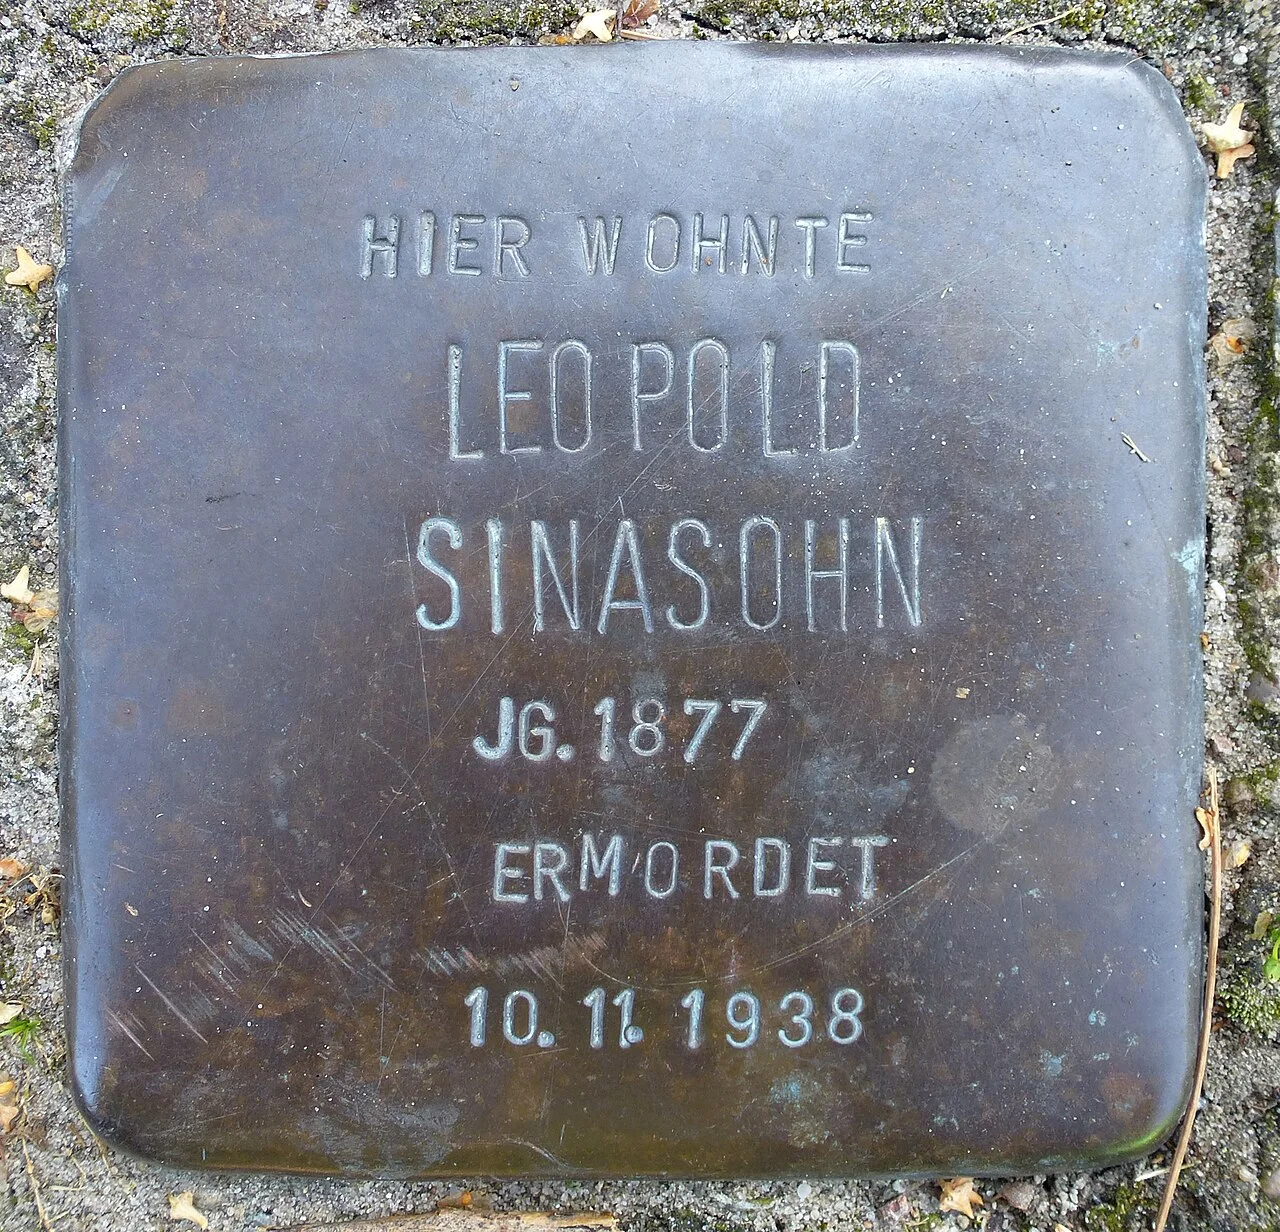 HIER WOHNTE
LEOPOLD
SINASOHN
JG. 1877
ERMORDET
10. 11. 1938